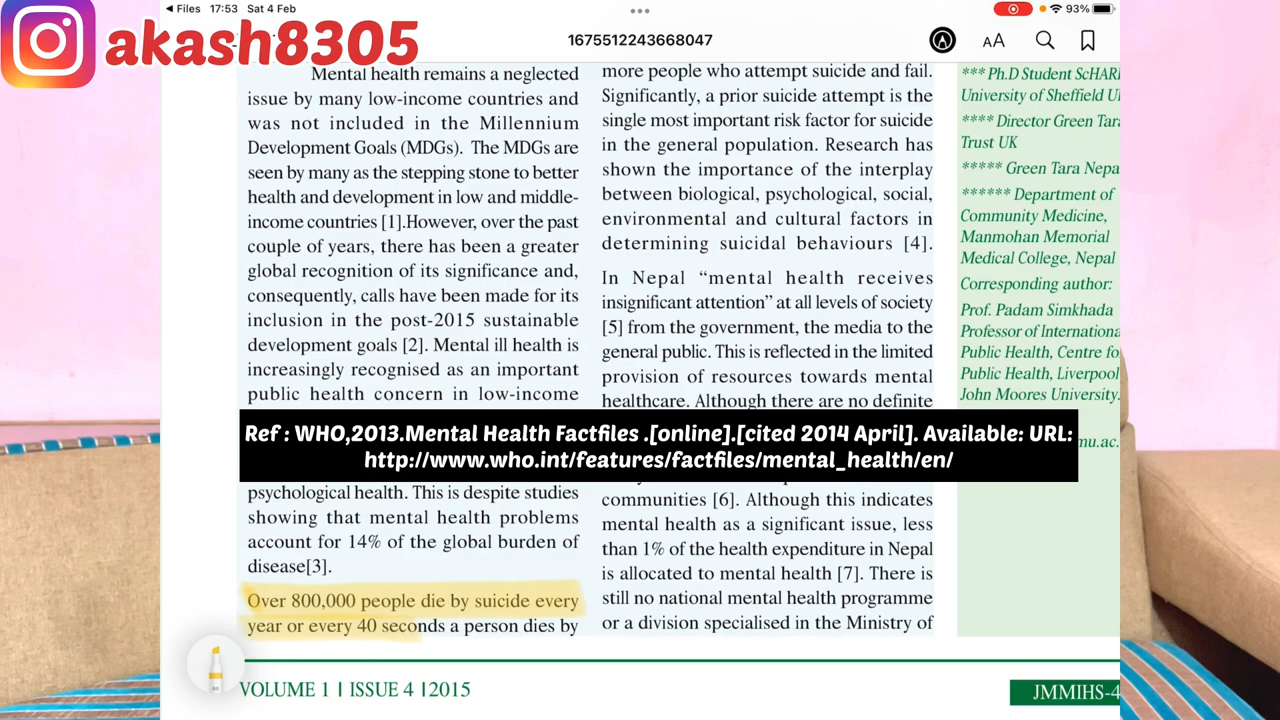 Files 17:53 Sat 4 Feb
93%
akash8305
1675512243668047
AA
Mental health remains a neglected
issue by many low-income countries and
was not included in the Millennium
Development Goals (MDGs). The MDGs are
seen by many as the stepping stone to better
health and development in low and middle-
income countries [1].However, over the past
couple of years, there has been a greater
global recognition of its significance and,
consequently, calls have been made for its
inclusion in the post-2015 sustainable
development goals [2]. Mental ill health is
increasingly recognised as an important
public health concern in low-income
psychological health. This is despite studies
showing that mental health problems
account for 14% of the global burden of
disease[3].
Over 800,000 people die by suicide every
year or every 40 seconds a person dies by
more people who attempt suicide and fail.
Significantly, a prior suicide attempt is the
single most important risk factor for suicide
in the general population. Research has
shown the importance of the interplay
between biological, psychological, social,
environmental and cultural factors in
determining suicidal behaviours [4].
In Nepal “mental health receives
insignificant attention” at all levels of society
[5] from the government, the media to the
general public. This is reflected in the limited
provision of resources towards mental
healthcare. Although there are no definite
communities [6]. Although this indicates
mental health as a significant issue, less
than 1% of the health expenditure in Nepal
is allocated to mental health [7]. There is
still no national mental health programme
or a division specialised in the Ministry of
*** Ph.D Student ScHARR
University of Sheffield
**** Director Green Tara
Trust UK
***** Green Tara Nepa
****** Department of
Community Medicine,
Manmohan Memorial
Medical College, Nepal
Corresponding author:
Prof. Padam Simkhada
Professor of Internationa
Public Health, Centre fo
Public Health, Liverpool
John Moores University.
mu.ac.
Ref : WHO,2013.Mental Health Factfiles .[online].[cited 2014 April]. Available: URL:
http://www.who.int/features/factfiles/mental_health/en/
VOLUME 1 | ISSUE 4 |2015
JMMIHS-4